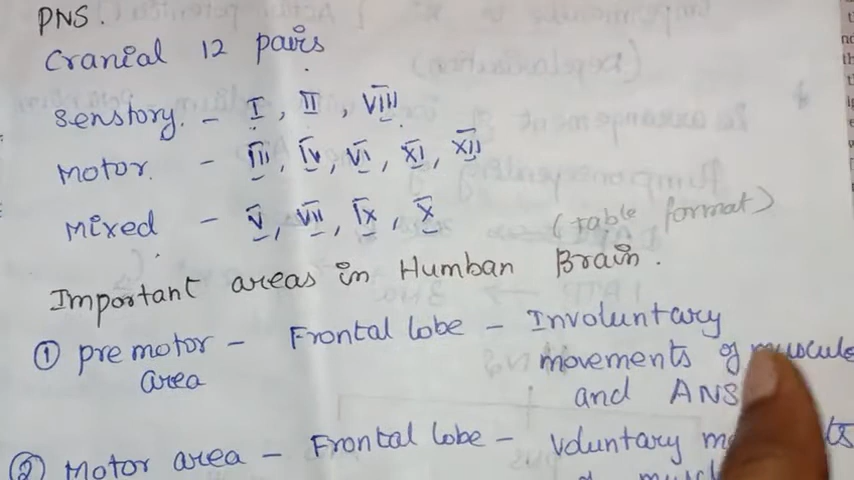 PNS.
Cranial 12 pairs
Senstory. - I, II, VIII
Motor. - III, IV, VI, XI, XII
Mixed - V, VII, IX, X
(table format)
Important areas in Humban Brain.
① premotor - Frontal lobe - Involuntary
area movements of muscule
and ANS
② Motor area - Frontal lobe - Voluntary